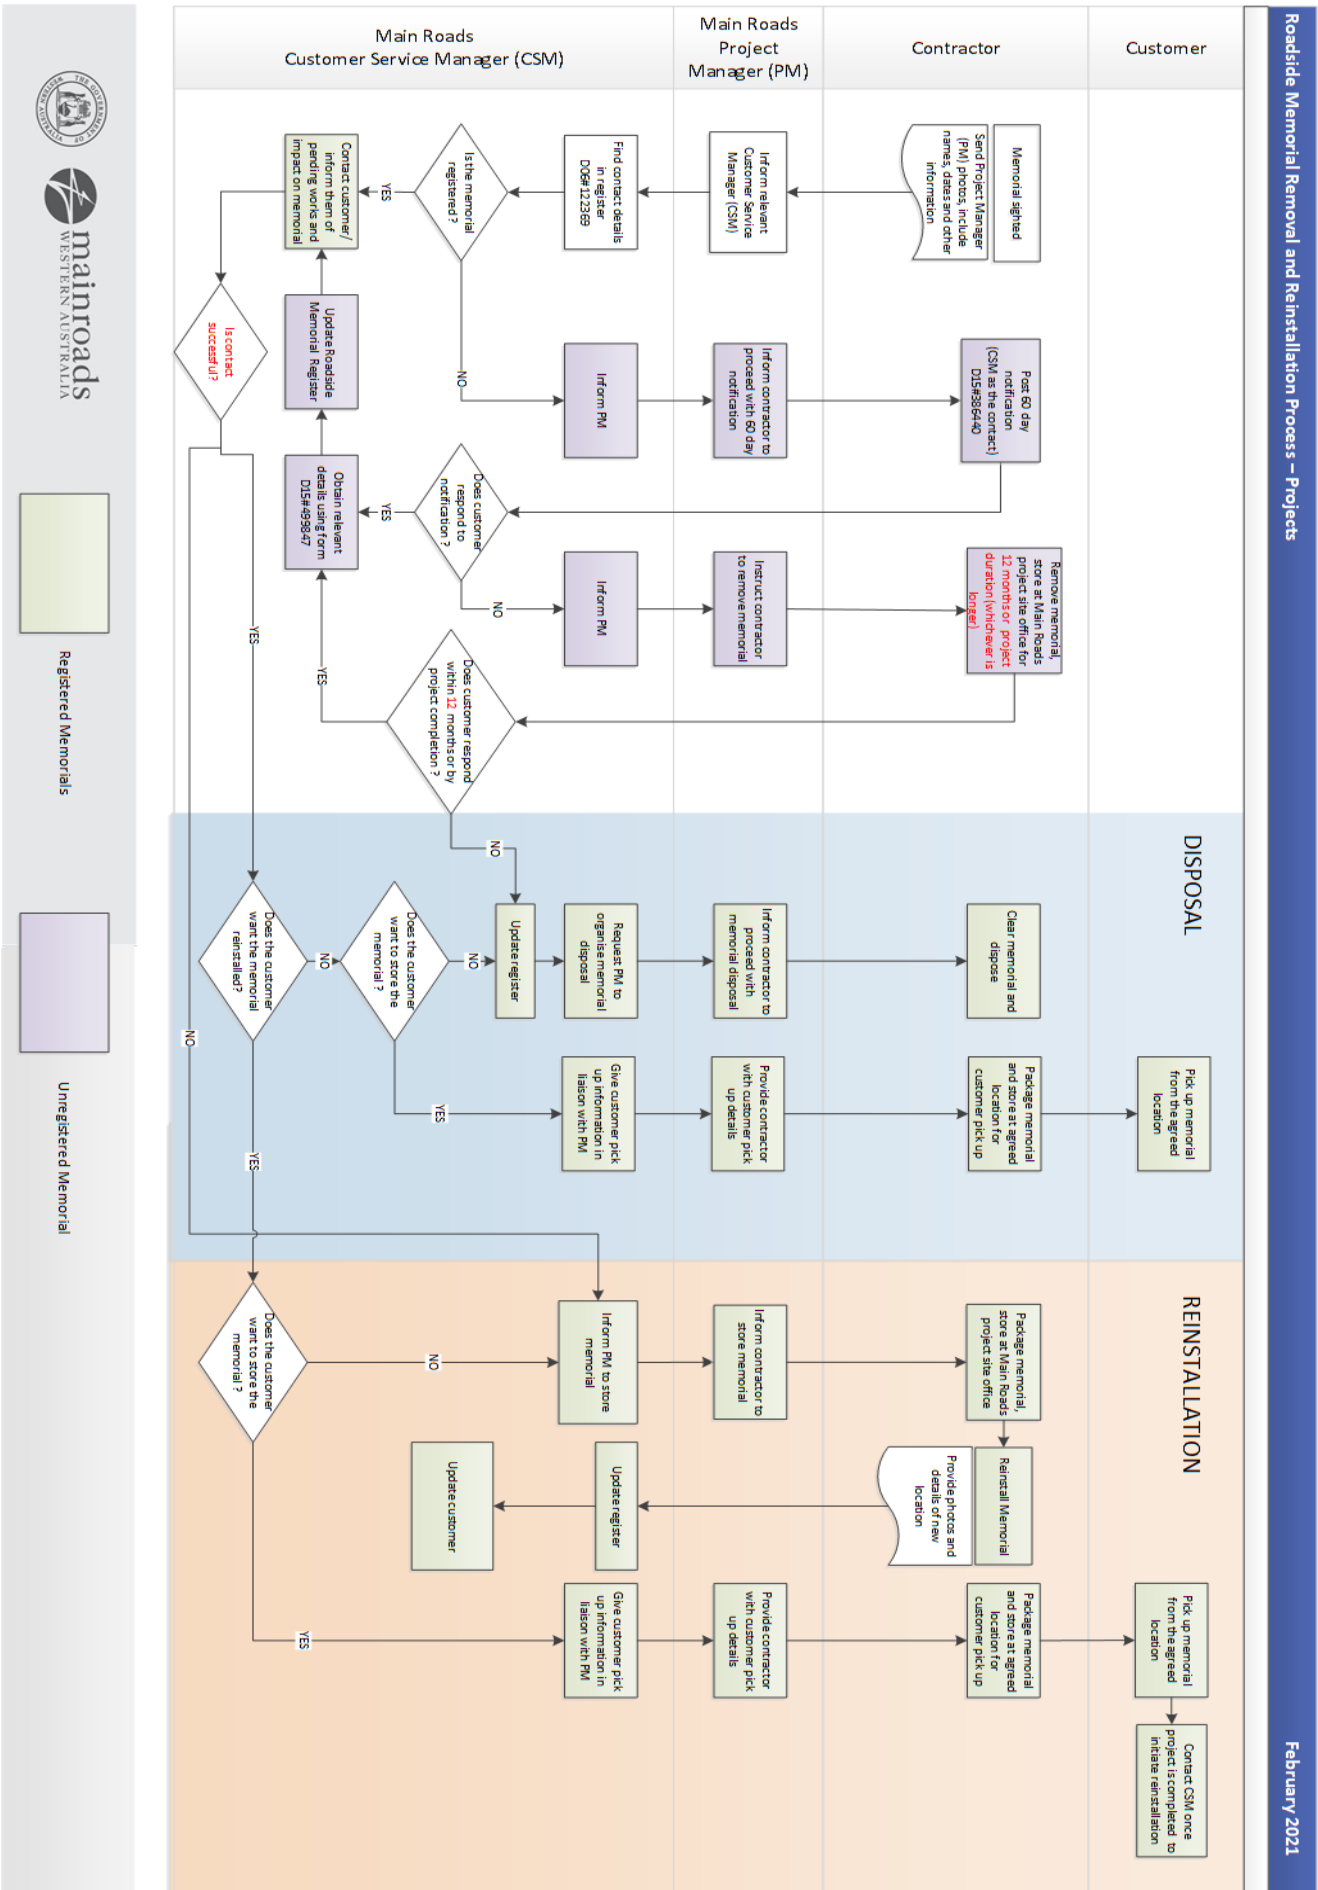 Roadside Memorial Removal and Reinstallation Process – Projects
February 2021
Customer
Contractor
Main Roads
Project
Manager (PM)
Main Roads
Customer Service Manager (CSM)
DISPOSAL
REINSTALLATION
Memorial sighted
Send Project Manager
(PM) photos, include
names, dates and other
information
Inform relevant
Customer Service
Manager (CSM)
Find contact details
in register
D06#122369
Is the memorial
registered?
YES
NO
Contact customer/
inform them of
pending works and
impact on memorial
Is contact
successful?
Inform PM
Inform contractor to
proceed with 60 day
notification
Post 60 day
notification
(CSM as the contact)
D15#386440
Does customer
respond to
notification ?
YES
NO
Obtain relevant
details using form
D15#499847
Update Roadside
Memorial Register
Inform PM
Instruct contractor
to remove memorial
Remove memorial,
store at Main Roads
project site office for
12 months or project
duration (whichever is
longer)
Does customer respond
within 12 months or by
project completion ?
YES
NO
YES
NO
Does the customer
want the memorial
reinstalled?
NO
YES
Does the customer
want to store the
memorial ?
NO
YES
Update register
Request PM to
organise memorial
disposal
Inform contractor to
proceed with
memorial disposal
Clear memorial and
dispose
Give customer pick
up information in
liaison with PM
Provide contractor
with customer pick
up details
Package memorial
and store at agreed
location for
customer pick up
Pick up memorial
from the agreed
location
Does the customer
want to store the
memorial ?
NO
YES
Inform PM to store
memorial
Inform contractor to
store memorial
Package memorial,
store at Main Roads
project site office
Reinstall Memorial
Provide photos and
details of new
location
Update register
Update customer
Give customer pick
up information in
liaison with PM
Provide contractor
with customer pick
up details
Package memorial
and store at agreed
location for
customer pick up
Pick up memorial
from the agreed
location
Contact CSM once
project is completed to
initiate reinstallation
THE GOVERNMENT OF
WESTERN AUSTRALIA
mainroads
WESTERN AUSTRALIA
Registered Memorials
Unregistered Memorial